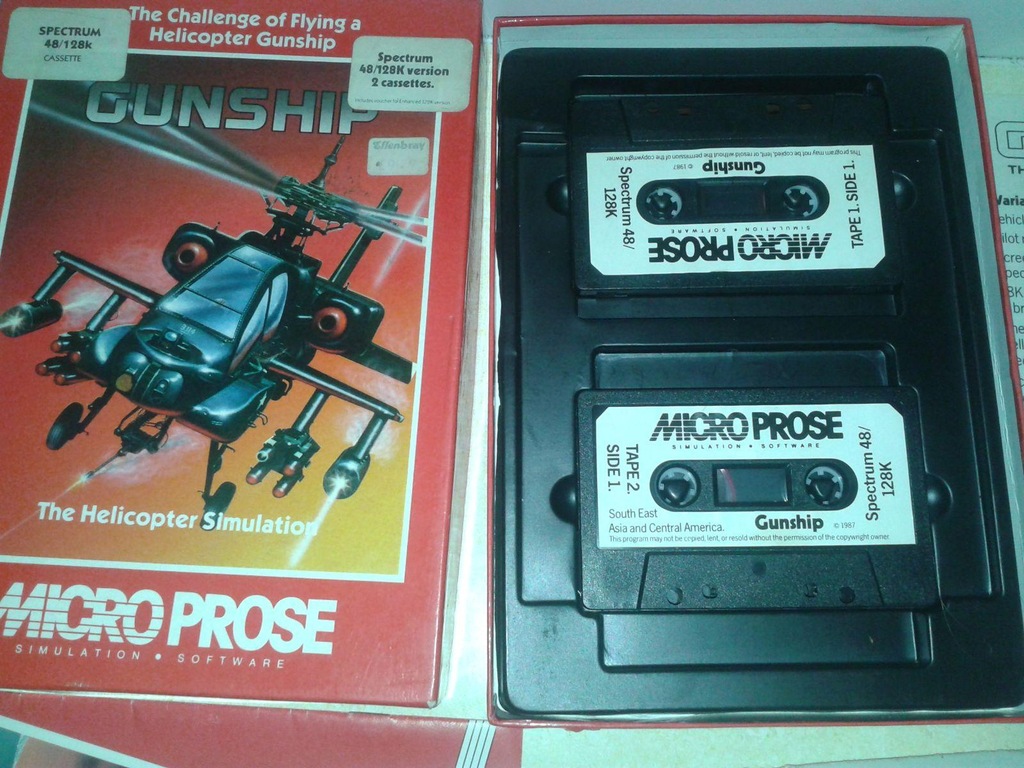 The Challenge of Flying a
Helicopter Gunship
SPECTRUM
48/128k
CASSETTE
Spectrum
48/128K version
2 cassettes.
GUNSHIP
The Helicopter Simulation
MICRO PROSE
SIMULATION • SOFTWARE
MICRO PROSE
SIMULATION • SOFTWARE
Spectrum 48/
128K
TAPE 1. SIDE 1.
Gunship
© 1987
This program may not be copied, lent, or resold without the permission of the copyright owner
MICRO PROSE
SIMULATION • SOFTWARE
TAPE 2.
SIDE 1.
Spectrum 48/
128K
South East
Asia and Central America.
Gunship © 1987
This program may not be copied, lent, or resold without the permission of the copyright owner
TH